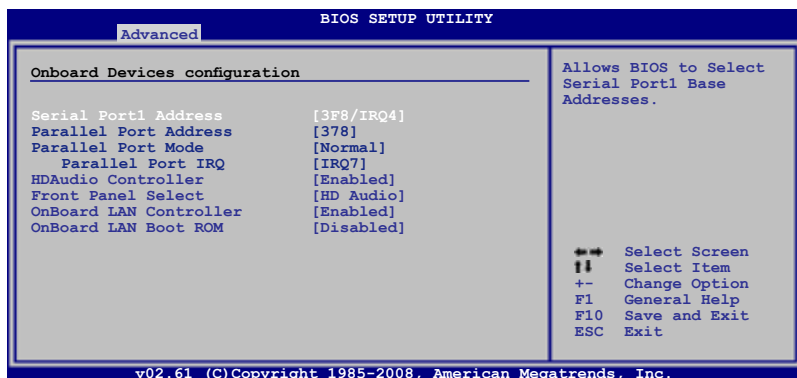 BIOS SETUP UTILITY
Advanced
Onboard Devices configuration
Serial Port1 Address [3F8/IRQ4]
Parallel Port Address [378]
Parallel Port Mode [Normal]
Parallel Port IRQ [IRQ7]
HDAudio Controller [Enabled]
Front Panel Select [HD Audio]
OnBoard LAN Controller [Enabled]
OnBoard LAN Boot ROM [Disabled]
Allows BIOS to Select
Serial Port1 Base
Addresses.
←→ Select Screen
↑↓ Select Item
+- Change Option
F1 General Help
F10 Save and Exit
ESC Exit
v02.61 (C)Copyright 1985-2008, American Megatrends, Inc.